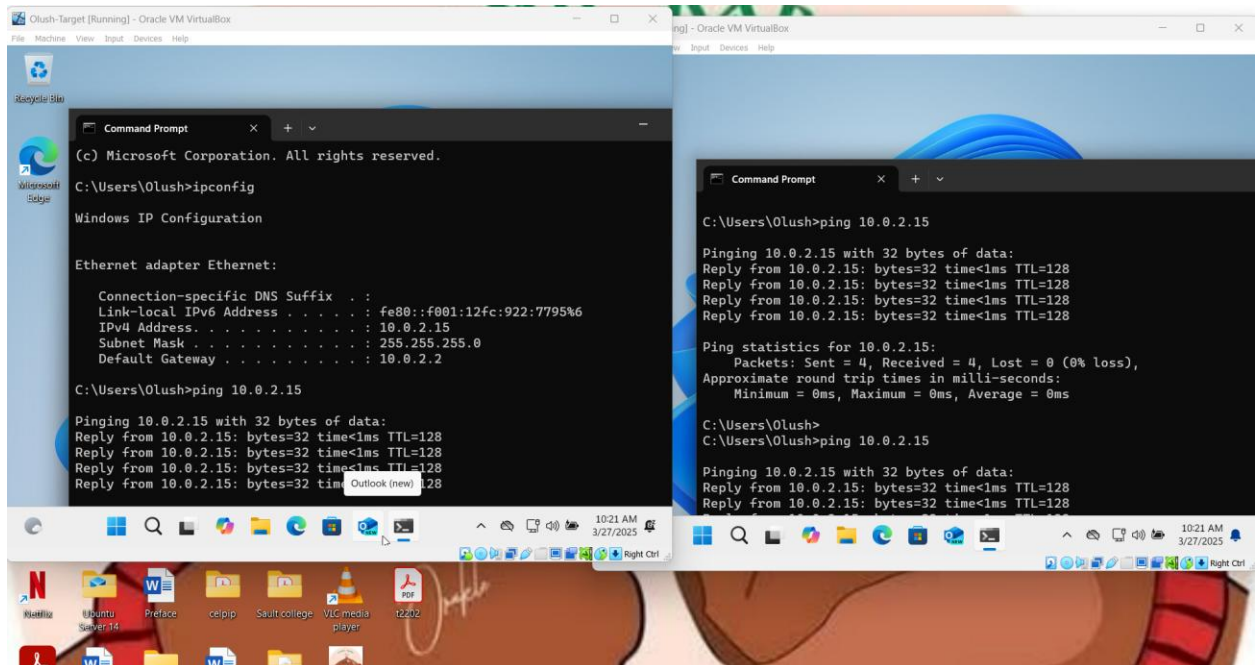 Olush-Target [Running] - Oracle VM VirtualBox
File Machine View Input Devices Help
Recycle Bin
Microsoft
Edge
Command Prompt
(c) Microsoft Corporation. All rights reserved.
C:\Users\Olush>ipconfig
Windows IP Configuration
Ethernet adapter Ethernet:
Connection-specific DNS Suffix . :
Link-local IPv6 Address . . . . . : fe80::f001:12fc:922:7795%6
IPv4 Address. . . . . . . . . . . : 10.0.2.15
Subnet Mask . . . . . . . . . . . : 255.255.255.0
Default Gateway . . . . . . . . . : 10.0.2.2
C:\Users\Olush>ping 10.0.2.15
Pinging 10.0.2.15 with 32 bytes of data:
Reply from 10.0.2.15: bytes=32 time<1ms TTL=128
Reply from 10.0.2.15: bytes=32 time<1ms TTL=128
Reply from 10.0.2.15: bytes=32 time<1ms TTL=128
Reply from 10.0.2.15: bytes=32 tim 128
Outlook (new)
10:21 AM
3/27/2025
Right Ctrl
ing] - Oracle VM VirtualBox
Input Devices Help
Command Prompt
C:\Users\Olush>ping 10.0.2.15
Pinging 10.0.2.15 with 32 bytes of data:
Reply from 10.0.2.15: bytes=32 time<1ms TTL=128
Reply from 10.0.2.15: bytes=32 time<1ms TTL=128
Reply from 10.0.2.15: bytes=32 time<1ms TTL=128
Reply from 10.0.2.15: bytes=32 time<1ms TTL=128
Ping statistics for 10.0.2.15:
Packets: Sent = 4, Received = 4, Lost = 0 (0% loss),
Approximate round trip times in milli-seconds:
Minimum = 0ms, Maximum = 0ms, Average = 0ms
C:\Users\Olush>
C:\Users\Olush>ping 10.0.2.15
Pinging 10.0.2.15 with 32 bytes of data:
Reply from 10.0.2.15: bytes=32 time<1ms TTL=128
Reply from 10.0.2.15: bytes=32 time<1ms TTL=128
10:21 AM
3/27/2025
Right Ctrl
Netflix
Ubuntu
Server 14
Preface
celpip
Sault college
VLC media
player
PDF
t2202